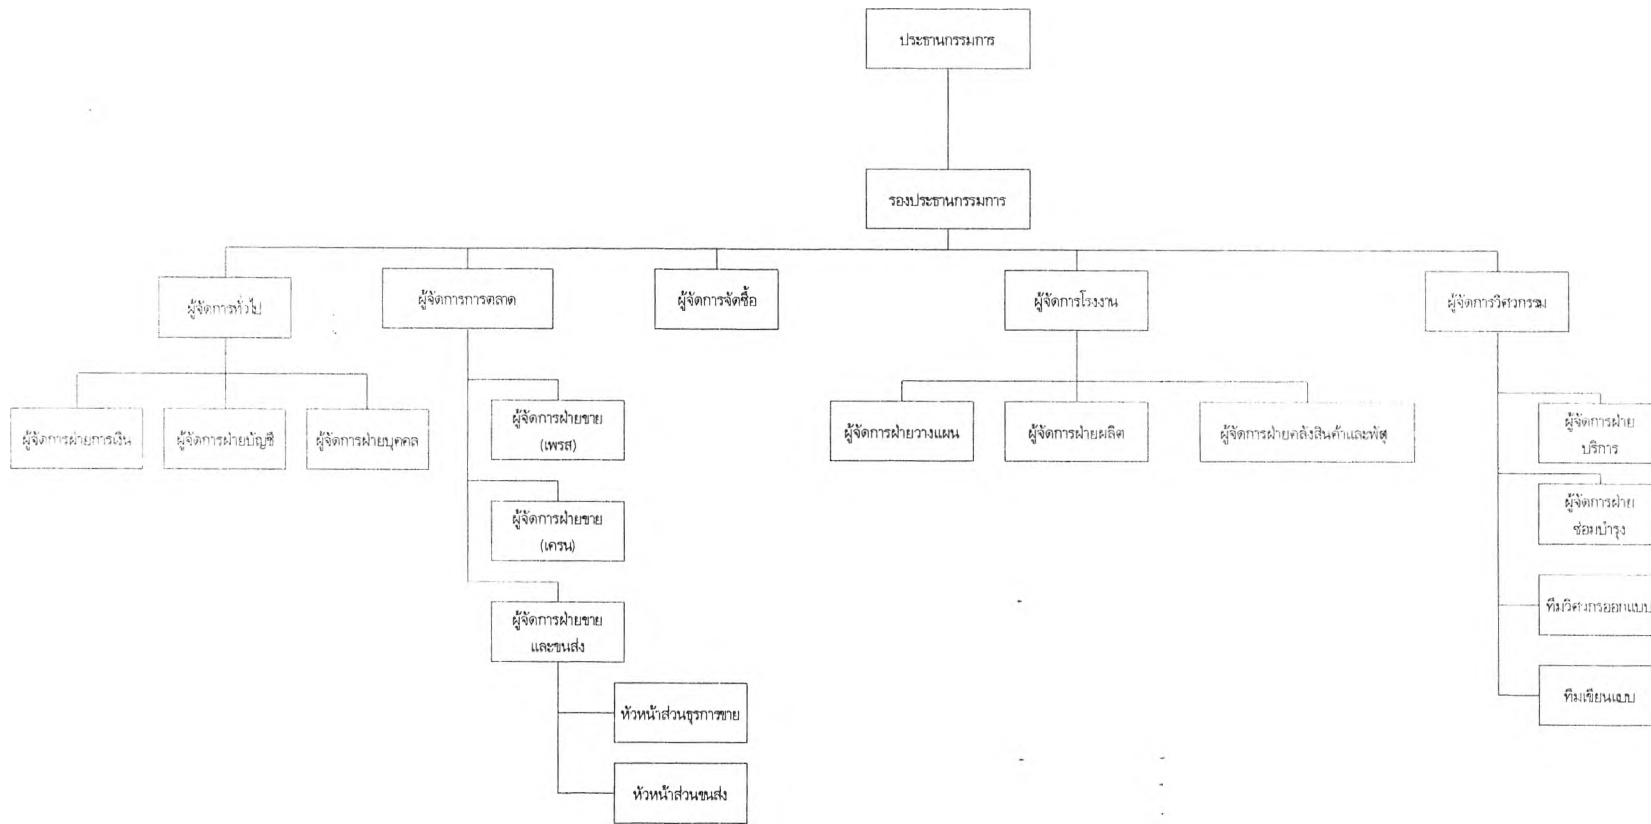 ประธานกรรมการ
รองประธานกรรมการ
ผู้จัดการทั่วไป
ผู้จัดการการตลาด
ผู้จัดการจัดซื้อ
ผู้จัดการโรงงาน
ผู้จัดการวิศวกรรม
ผู้จัดการฝ่ายการเงิน
ผู้จัดการฝ่ายบัญชี
ผู้จัดการฝ่ายบุคคล
ผู้จัดการฝ่ายขาย
(เพรส)
ผู้จัดการฝ่ายขาย
(เครน)
ผู้จัดการฝ่ายขาย
และขนส่ง
หัวหน้าส่วนธุรการขาย
หัวหน้าส่วนขนส่ง
ผู้จัดการฝ่ายวางแผน
ผู้จัดการฝ่ายผลิต
ผู้จัดการฝ่ายคลังสินค้าและพัสดุ
ผู้จัดการฝ่าย
บริการ
ผู้จัดการฝ่าย
ซ่อมบำรุง
ทีมวิศวกรออกแบบ
ทีมเขียนแบบ